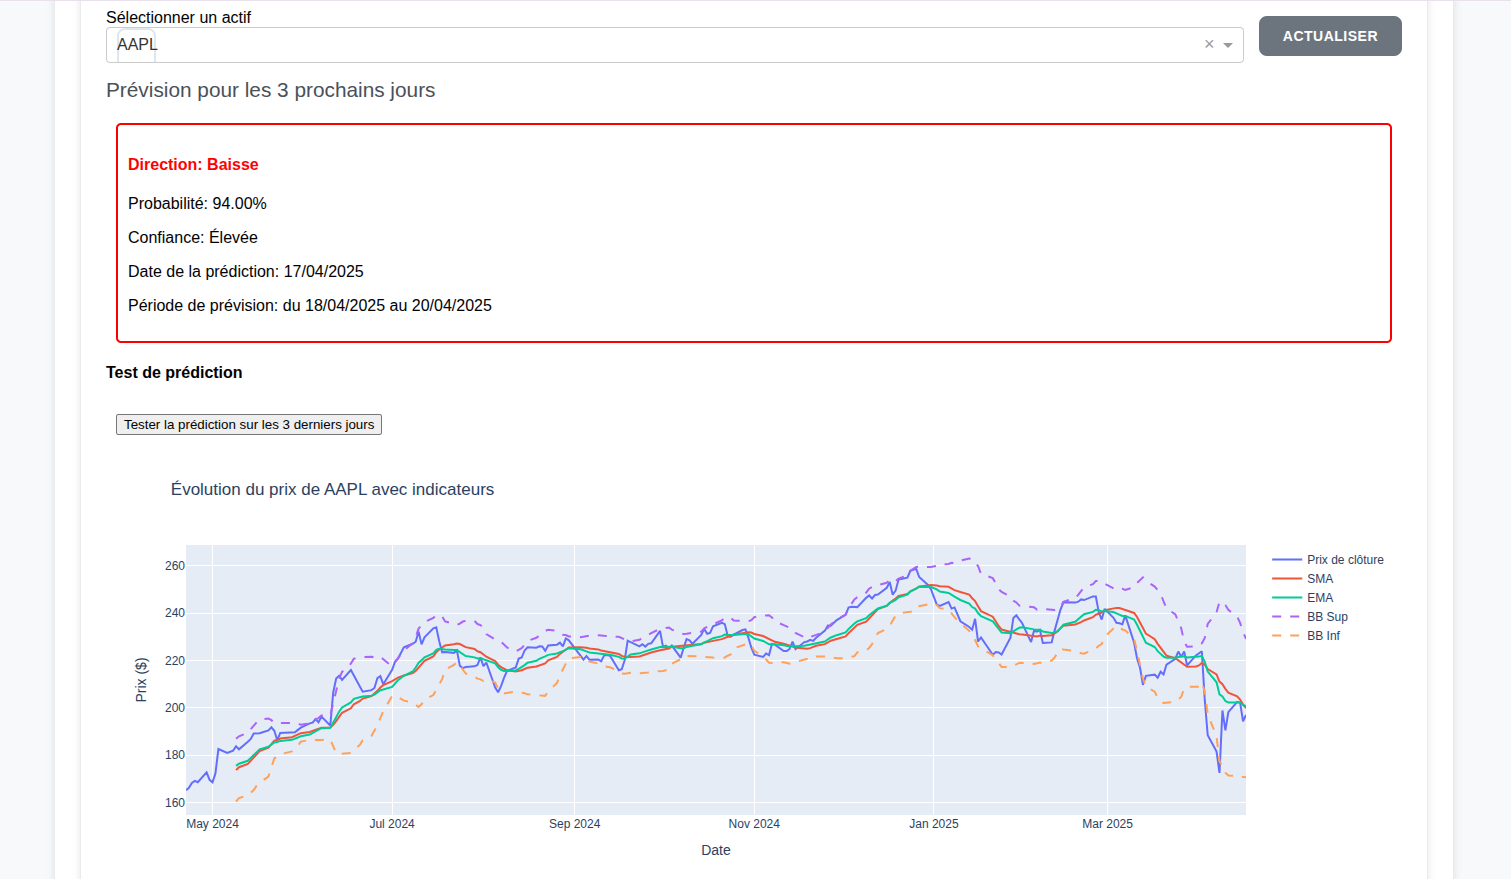 Sélectionner un actif
AAPL
×
ACTUALISER
Prévision pour les 3 prochains jours
Direction: Baisse
Probabilité: 94.00%
Confiance: Élevée
Date de la prédiction: 17/04/2025
Période de prévision: du 18/04/2025 au 20/04/2025
Test de prédiction
Tester la prédiction sur les 3 derniers jours
Évolution du prix de AAPL avec indicateurs
Prix ($)
260
240
220
200
180
160
May 2024
Jul 2024
Sep 2024
Nov 2024
Jan 2025
Mar 2025
Date
Prix de clôture
SMA
EMA
BB Sup
BB Inf